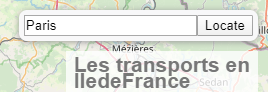 Paris Locate
Mézières
Les transports en
IledeFrance
Sedan